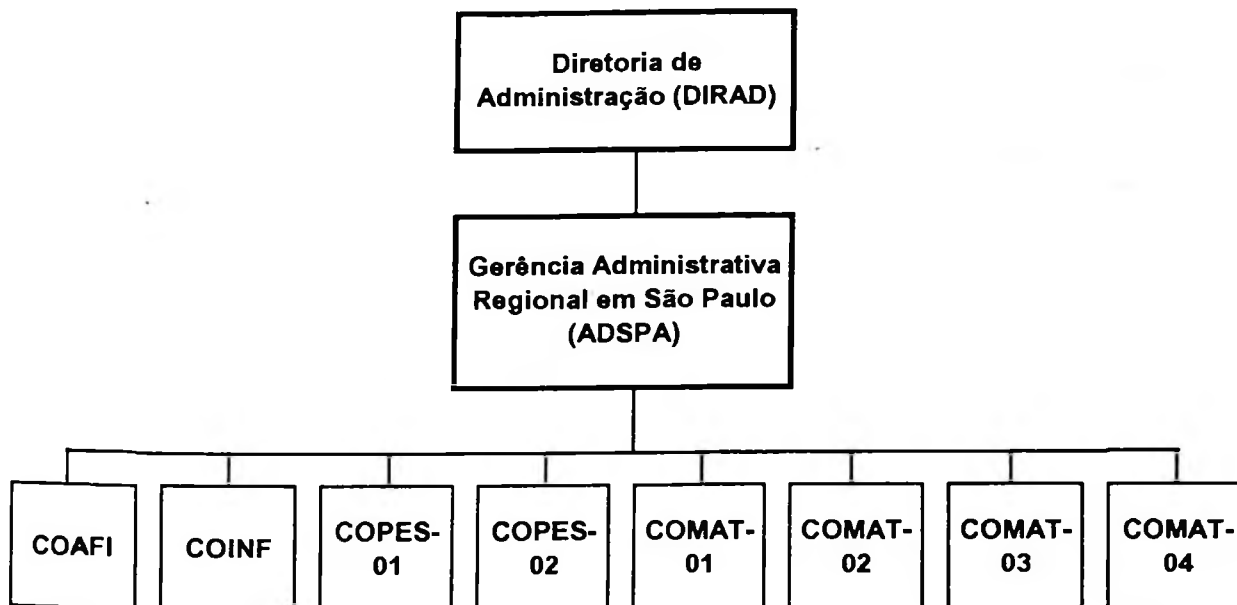 Diretoria de
Administração (DIRAD)
Gerência Administrativa
Regional em São Paulo
(ADSPA)
COAFI
COINF
COPES-
01
COPES-
02
COMAT-
01
COMAT-
02
COMAT-
03
COMAT-
04